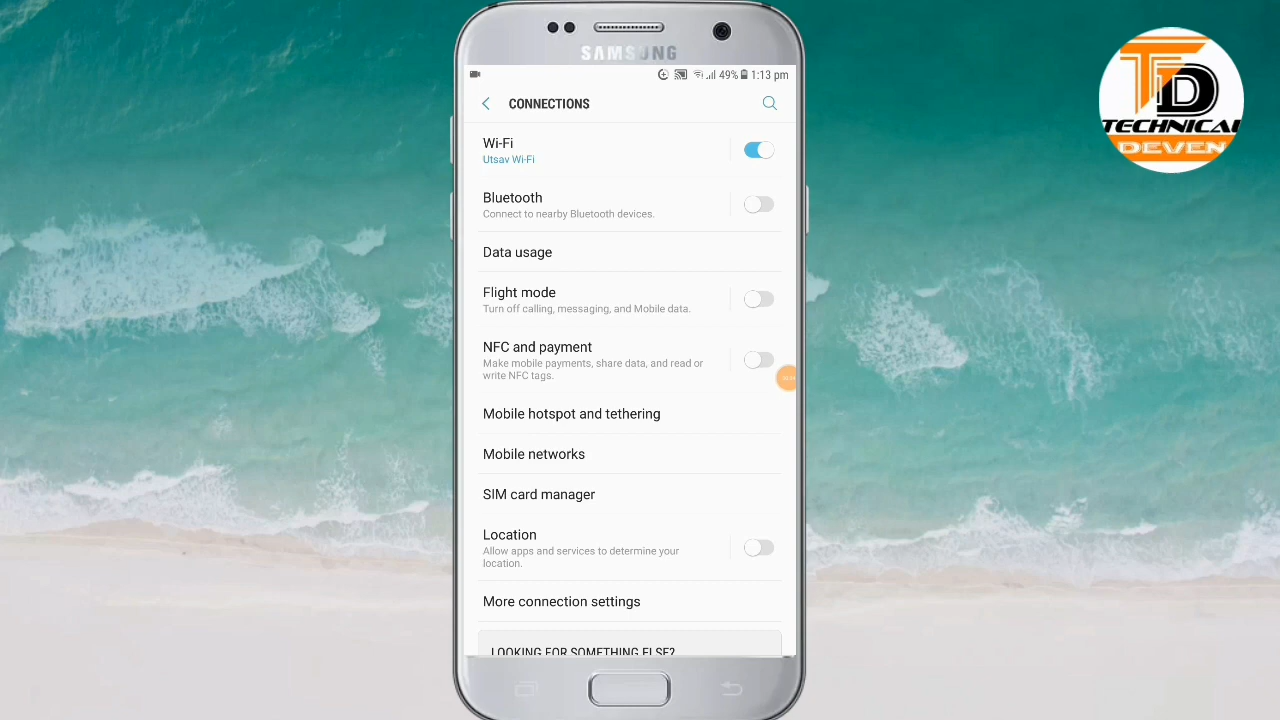 SAMSUNG
49% 1:13 pm
CONNECTIONS
Wi-Fi
Utsav Wi-Fi
Bluetooth
Connect to nearby Bluetooth devices.
Data usage
Flight mode
Turn off calling, messaging, and Mobile data.
NFC and payment
Make mobile payments, share data, and read or
write NFC tags.
Mobile hotspot and tethering
Mobile networks
SIM card manager
Location
Allow apps and services to determine your
location.
More connection settings
LOOKING FOR SOMETHING ELSE?
TD
TECHNICAL
DEVEN